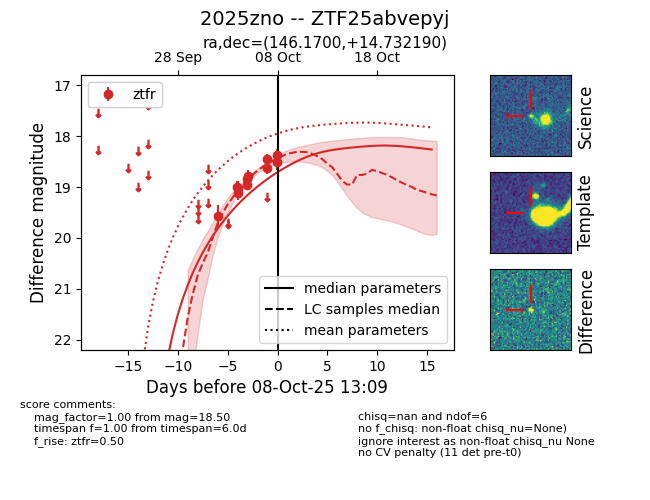 2025zno -- ZTF25abvepyj
ra,dec=(146.1700,+14.732190)
28 Sep 08 Oct 18 Oct
ztfr
17
18
19
20
21
22
Difference magnitude
median parameters
LC samples median
mean parameters
−15 −10 −5 0 5 10 15
Days before 08-Oct-25 13:09
Science
Template
Difference
score comments:
mag_factor=1.00 from mag=18.50
timespan f=1.00 from timespan=6.0d
f_rise: ztfr=0.50
chisq=nan and ndof=6
no f_chisq: non-float chisq_nu=None)
ignore interest as non-float chisq_nu None
no CV penalty (11 det pre-t0)